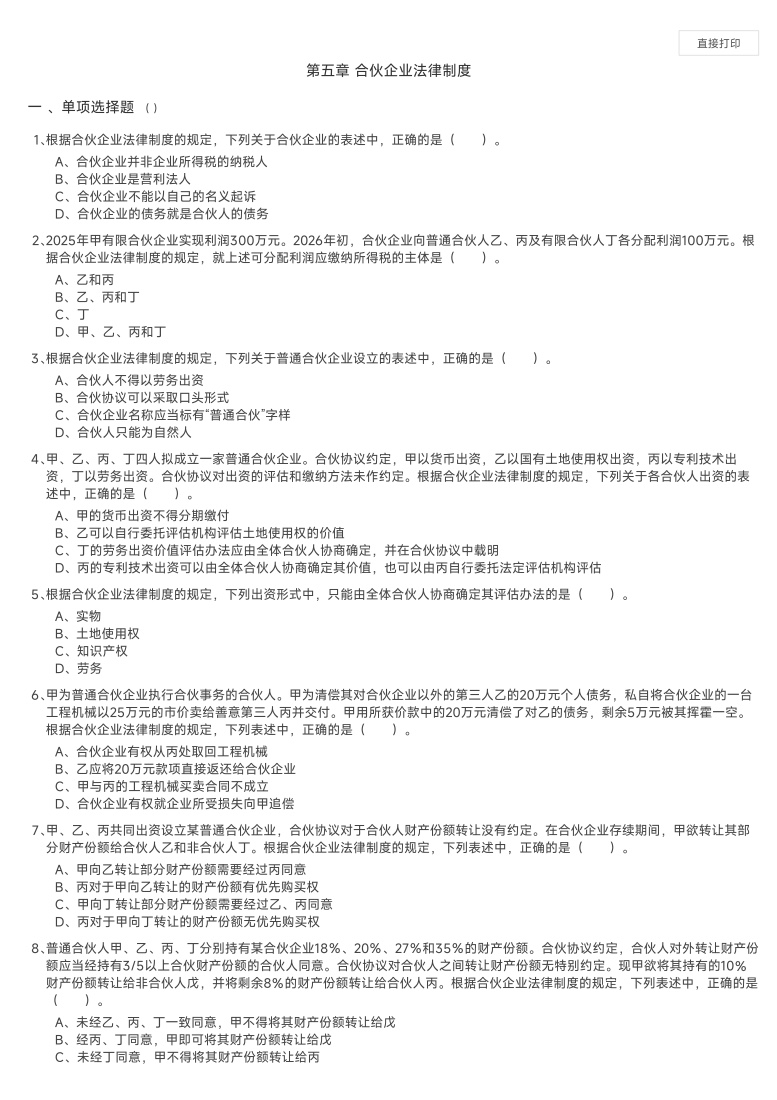 直接打印
第五章 合伙企业法律制度
一 、单项选择题 ( )
1、根据合伙企业法律制度的规定，下列关于合伙企业的表述中，正确的是（　　）。
A、合伙企业并非企业所得税的纳税人
B、合伙企业是营利法人
C、合伙企业不能以自己的名义起诉
D、合伙企业的债务就是合伙人的债务
2、2025年甲有限合伙企业实现利润300万元。2026年初，合伙企业向普通合伙人乙、丙及有限合伙人丁各分配利润100万元。根
据合伙企业法律制度的规定，就上述可分配利润应缴纳所得税的主体是（　　）。
A、乙和丙
B、乙、丙和丁
C、丁
D、甲、乙、丙和丁
3、根据合伙企业法律制度的规定，下列关于普通合伙企业设立的表述中，正确的是（　　）。
A、合伙人不得以劳务出资
B、合伙协议可以采取口头形式
C、合伙企业名称应当标有“普通合伙”字样
D、合伙人只能为自然人
4、甲、乙、丙、丁四人拟成立一家普通合伙企业。合伙协议约定，甲以货币出资，乙以国有土地使用权出资，丙以专利技术出
资，丁以劳务出资。合伙协议对出资的评估和缴纳方法未作约定。根据合伙企业法律制度的规定，下列关于各合伙人出资的表
述中，正确的是（　　）。
A、甲的货币出资不得分期缴付
B、乙可以自行委托评估机构评估土地使用权的价值
C、丁的劳务出资价值评估办法应由全体合伙人协商确定，并在合伙协议中载明
D、丙的专利技术出资可以由全体合伙人协商确定其价值，也可以由丙自行委托法定评估机构评估
5、根据合伙企业法律制度的规定，下列出资形式中，只能由全体合伙人协商确定其评估办法的是（　　）。
A、实物
B、土地使用权
C、知识产权
D、劳务
6、甲为普通合伙企业执行合伙事务的合伙人。甲为清偿其对合伙企业以外的第三人乙的20万元个人债务，私自将合伙企业的一台
工程机械以25万元的市价卖给善意第三人丙并交付。甲用所获价款中的20万元清偿了对乙的债务，剩余5万元被其挥霍一空。
根据合伙企业法律制度的规定，下列表述中，正确的是（　　）。
A、合伙企业有权从丙处取回工程机械
B、乙应将20万元款项直接返还给合伙企业
C、甲与丙的工程机械买卖合同不成立
D、合伙企业有权就企业所受损失向甲追偿
7、甲、乙、丙共同出资设立某普通合伙企业，合伙协议对于合伙人财产份额转让没有约定。在合伙企业存续期间，甲欲转让其部
分财产份额给合伙人乙和非合伙人丁。根据合伙企业法律制度的规定，下列表述中，正确的是（　　）。
A、甲向乙转让部分财产份额需要经过丙同意
B、丙对于甲向乙转让的财产份额有优先购买权
C、甲向丁转让部分财产份额需要经过乙、丙同意
D、丙对于甲向丁转让的财产份额无优先购买权
8、普通合伙人甲、乙、丙、丁分别持有某合伙企业18%、20%、27%和35%的财产份额。合伙协议约定，合伙人对外转让财产份
额应当经持有3/5以上合伙财产份额的合伙人同意。合伙协议对合伙人之间转让财产份额无特别约定。现甲欲将其持有的10%
财产份额转让给非合伙人戊，并将剩余8%的财产份额转让给合伙人丙。根据合伙企业法律制度的规定，下列表述中，正确的是
（　　）。
A、未经乙、丙、丁一致同意，甲不得将其财产份额转让给戊
B、经丙、丁同意，甲即可将其财产份额转让给戊
C、未经丁同意，甲不得将其财产份额转让给丙